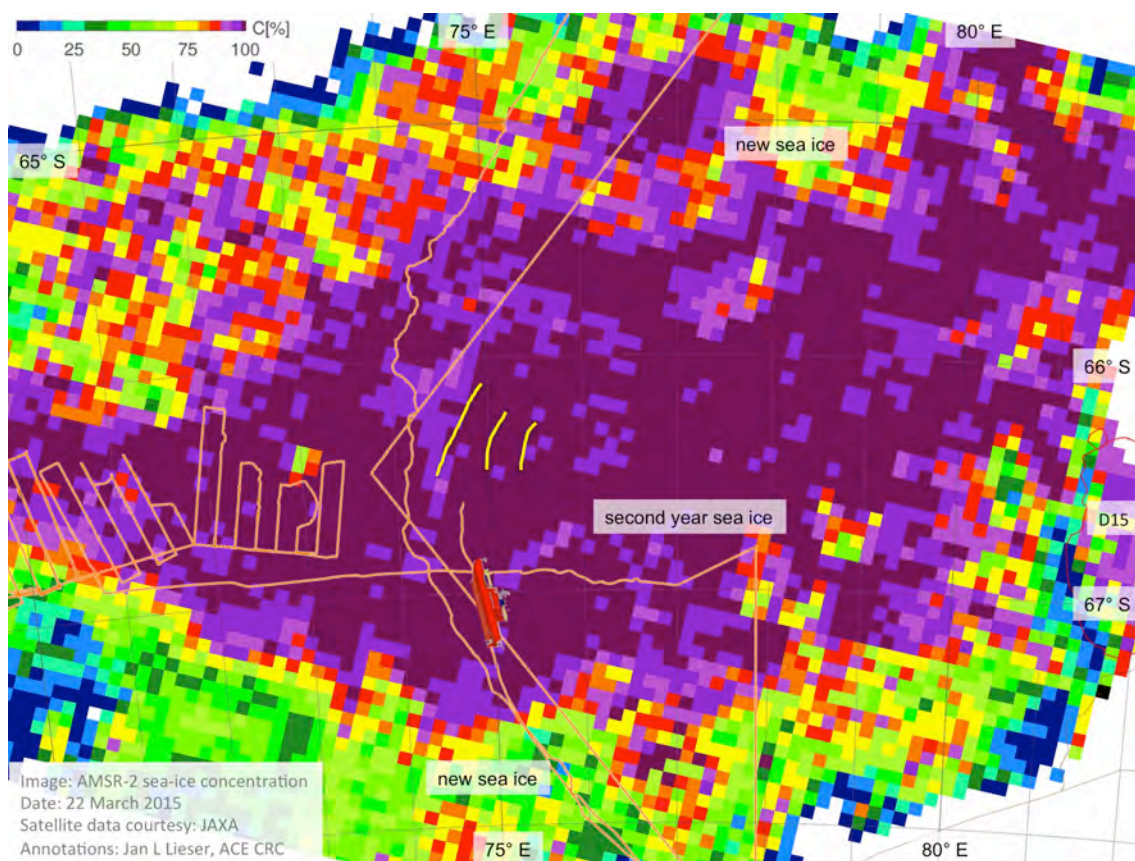 C[%]
0 25 50 75 100
75° E
80° E
new sea ice
65° S
66° S
second year sea ice
D15
67° S
new sea ice
Image: AMSR-2 sea-ice concentration
Date: 22 March 2015
Satellite data courtesy: JAXA
Annotations: Jan L Lieser, ACE CRC
75° E
80° E